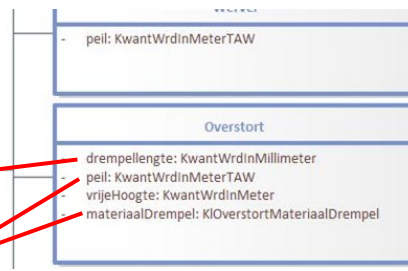 - peil: KwantWrdInMeterTAW
Overstort
- drempellengte: KwantWrdInMillimeter
- peil: KwantWrdInMeterTAW
- vrijeHoogte: KwantWrdInMeter
- materiaalDrempel: KlOverstortMateriaalDrempel